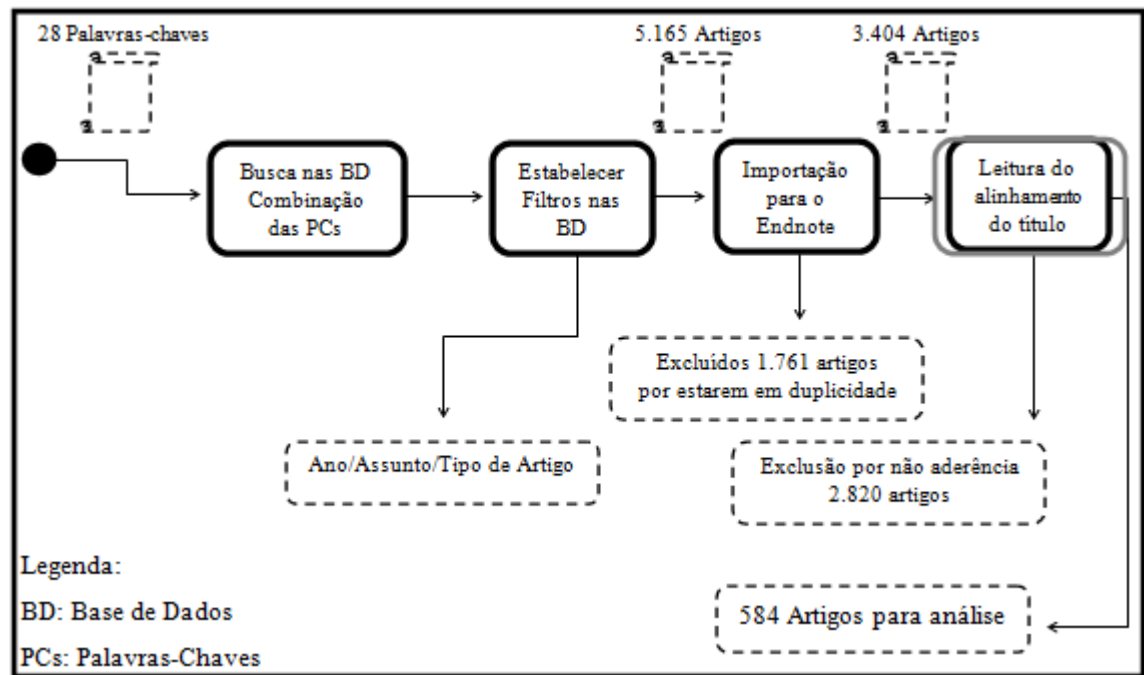 28 Palavras-chaves
5.165 Artigos
3.404 Artigos
Busca nas BD
Combinação
das PCs
Estabelecer
Filtros nas
BD
Importação
para o
Endnote
Leitura do
alinhamento
do título
Excluídos 1.761 artigos
por estarem em duplicidade
Ano/Assunto/Tipo de Artigo
Exclusão por não aderência
2.820 artigos
584 Artigos para análise
Legenda:
BD: Base de Dados
PCs: Palavras-Chaves